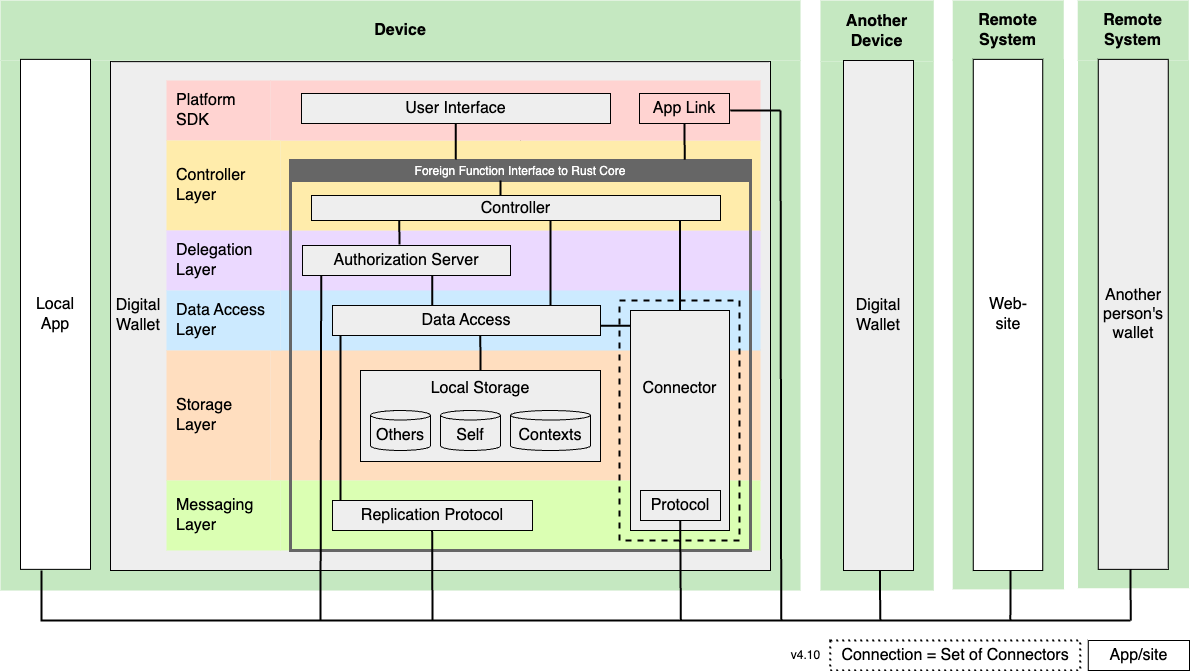 Device
Another
Device
Remote
System
Remote
System
Platform
SDK
User Interface
App Link
Controller
Layer
Foreign Function Interface to Rust Core
Controller
Delegation
Layer
Authorization Server
Local
App
Digital
Wallet
Data Access
Layer
Data Access
Digital
Wallet
Web-
site
Another
person's
wallet
Storage
Layer
Local Storage
Others
Self
Contexts
Connector
Messaging
Layer
Replication Protocol
Protocol
v4.10
Connection = Set of Connectors
App/site